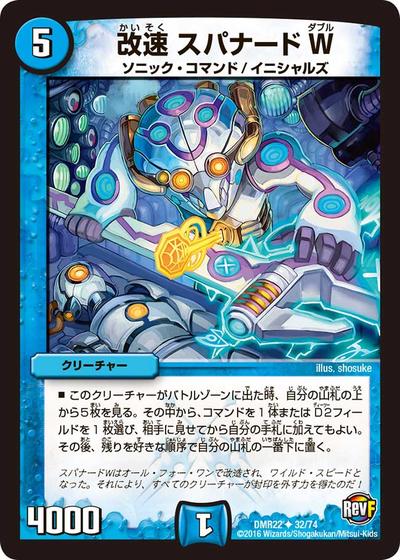 5
かい そく
ダブル
改速 スパナード W
ソニック・コマンド / イニシャルズ
クリーチャー
illus. shosuke
■ このクリーチャーがバトルゾーンに出た時、自分の山札の上
から5枚を見る。その中から、コマンドを1体またはD2フィー
ルドを1枚選び、相手に見せてから自分の手札に加えてもよい。
その後、残りを好きな順序で自分の山札の一番下に置く。
スパナードWはオール・フォー・ワンで改造され、ワイルド・スピードと
なった。それにより、すべてのクリーチャーが封印を外す力を得たのだ!
4000
1
DMR22 ◆ 32/74
©2016 Wizards/Shogakukan/Mitsui-Kids
RevF